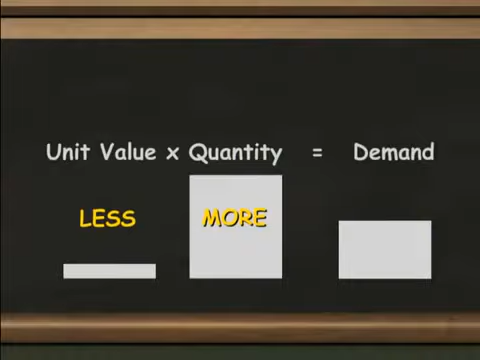 Unit Value x Quantity = Demand
LESS MORE